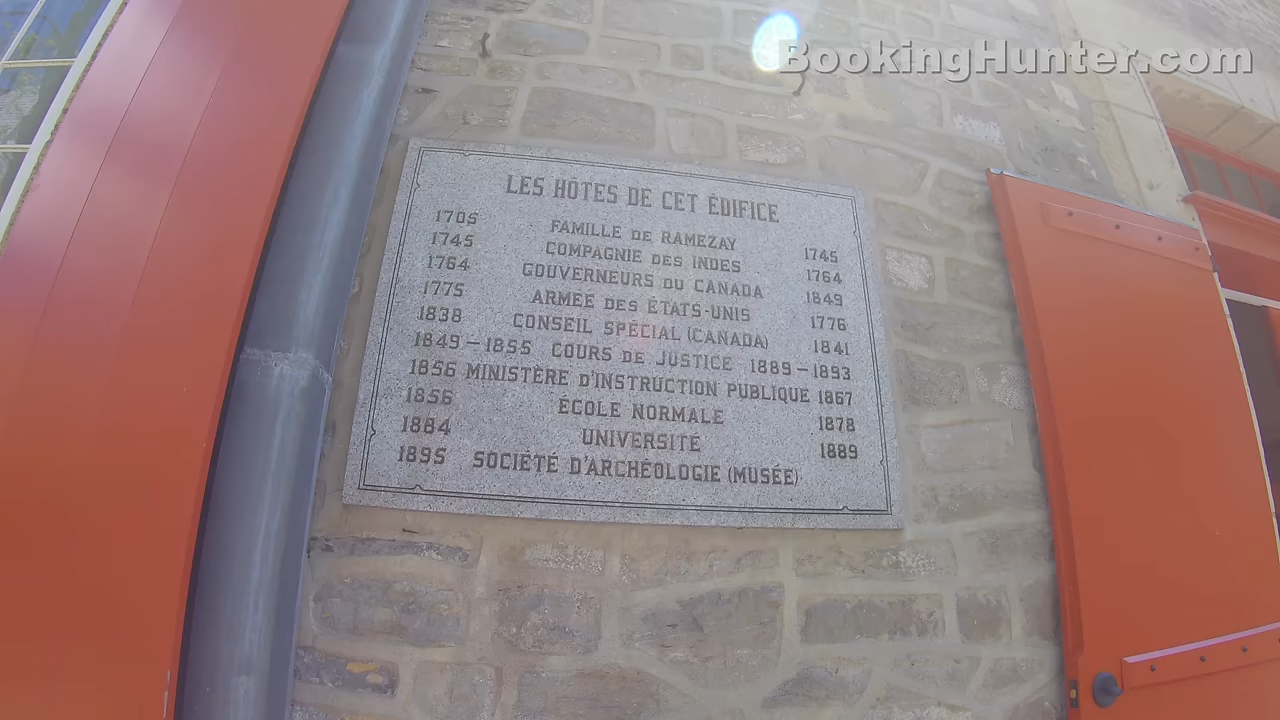 BookingHunter.com
LES HÔTES DE CET ÉDIFICE
1705 FAMILLE DE RAMEZAY 1745
1745 COMPAGNIE DES INDES 1764
1764 GOUVERNEURS DU CANADA 1849
1775 ARMÉE DES ÉTATS-UNIS 1776
1838 CONSEIL SPÉCIAL (CANADA) 1841
1849-1855 COURS DE JUSTICE 1889-1893
1856 MINISTÈRE D'INSTRUCTION PUBLIQUE 1867
1856 ÉCOLE NORMALE 1878
1884 UNIVERSITÉ 1889
1895 SOCIÉTÉ D'ARCHÉOLOGIE (MUSÉE)